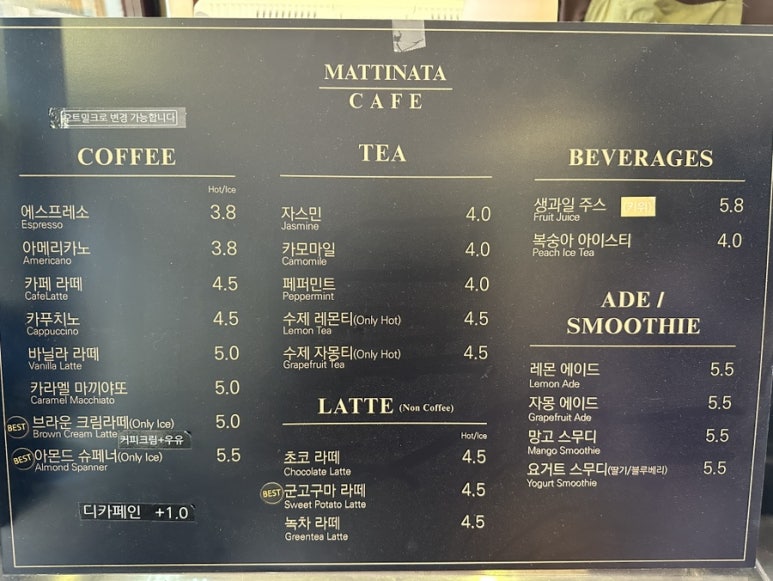 MATTINATA
CAFE
오트밀크로 변경 가능합니다
COFFEE
Hot/Ice
에스프레소 3.8
Espresso
아메리카노 3.8
Americano
카페 라떼 4.5
CafeLatte
카푸치노 4.5
Cappuccino
바닐라 라떼 5.0
Vanilla Latte
카라멜 마끼야또 5.0
Caramel Macchiato
BEST 브라운 크림라떼(Only Ice) 5.0
Brown Cream Latte 커피크림+우유
BEST 아몬드 슈페너(Only Ice) 5.5
Almond Spanner
디카페인 +1.0
TEA
자스민 4.0
Jasmine
카모마일 4.0
Camomile
페퍼민트 4.0
Peppermint
수제 레몬티(Only Hot) 4.5
Lemon Tea
수제 자몽티(Only Hot) 4.5
Grapefruit Tea
LATTE (Non Coffee)
Hot/Ice
초코 라떼 4.5
Chocolate Latte
BEST 군고구마 라떼 4.5
Sweet Potato Latte
녹차 라떼 4.5
Greentea Latte
BEVERAGES
생과일 주스 5.8
Fruit Juice
복숭아 아이스티 4.0
Peach Ice Tea
ADE /
SMOOTHIE
레몬 에이드 5.5
Lemon Ade
자몽 에이드 5.5
Grapefruit Ade
망고 스무디 5.5
Mango Smoothie
요거트 스무디(딸기/블루베리) 5.5
Yogurt Smoothie